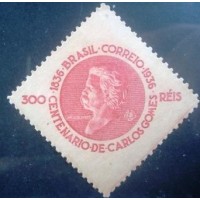 1836 · BRASIL · CORREIO · 1936
300 RÉIS
CENTENARIO · DE · CARLOS GOMES